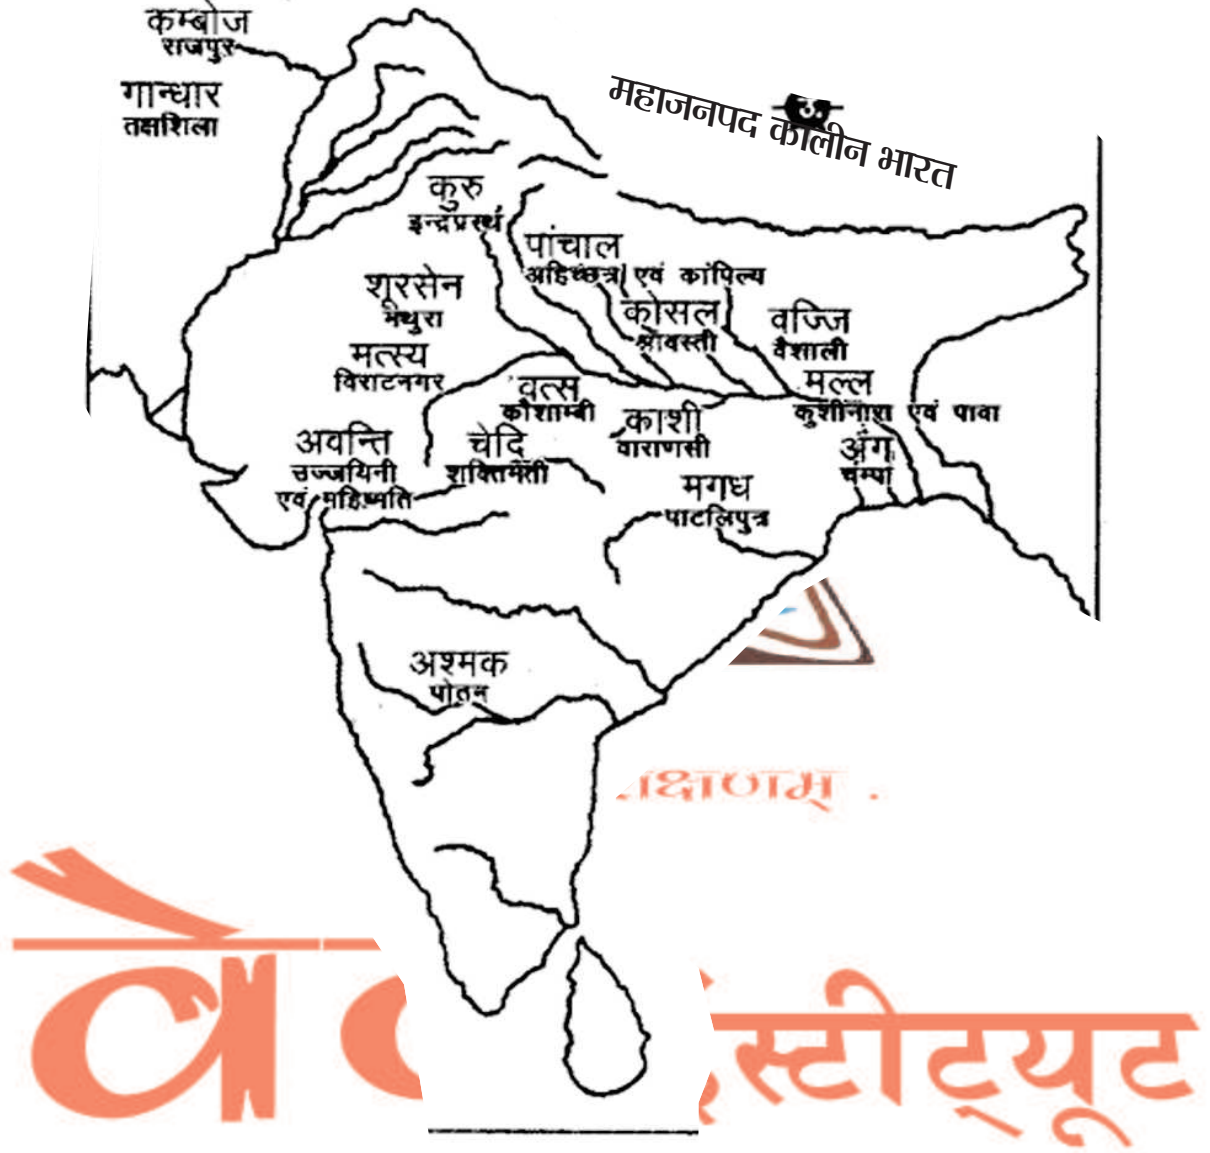 कम्बोज
राजपुर
गान्धार
तक्षशिला
महाजनपद कालीन भारत
कुरु
इन्द्रप्रस्थ
पांचाल
अहिच्छत्र एवं कांपिल्य
शूरसेन
मथुरा
कोसल
श्रावस्ती
वज्जि
वैशाली
मत्स्य
विराटनगर
वत्स
कौशाम्बी
मल्ल
कुशीनारा एवं पावा
काशी
वाराणसी
अवन्ति
उज्जयिनी
एवं महिष्मति
चेदि
शक्तिमती
अंग
चम्पा
मगध
पाटलिपुत्र
अश्मक
पोतन